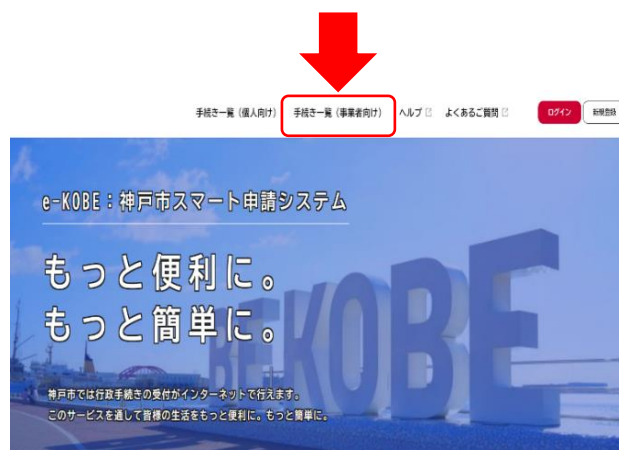 手続き一覧（個人向け） 手続き一覧（事業者向け） ヘルプ よくあるご質問 ログイン 新規登録
e-KOBE：神戸市スマート申請システム
もっと便利に。
もっと簡単に。
BE KOBE
神戸市では行政手続きの受付がインターネットで行えます。
このサービスを通して皆様の生活をもっと便利に。もっと簡単に。